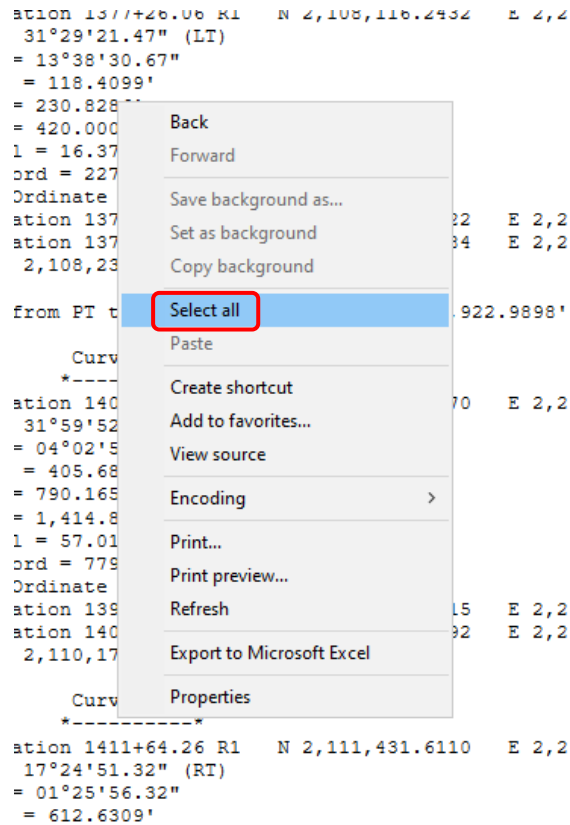 ation 1377+26.06 R1 N 2,108,116.2432 E 2,2
31°29'21.47" (LT)
= 13°38'30.67"
= 118.4099'
= 230.828
= 420.000
l = 16.37
ord = 227
Ordinate
ation 137 22 E 2,2
ation 137 34 E 2,2
2,108,23
from PT t .922.9898'
Curv
*----
ation 140 70 E 2,2
31°59'52
= 04°02'5
= 405.68
= 790.165
= 1,414.8
l = 57.01
ord = 779
Ordinate
ation 139 15 E 2,2
ation 140 92 E 2,2
2,110,17
Curv
*----------*
ation 1411+64.26 R1 N 2,111,431.6110 E 2,2
17°24'51.32" (RT)
= 01°25'56.32"
= 612.6309'
Back
Forward
Save background as...
Set as background
Copy background
Select all
Paste
Create shortcut
Add to favorites...
View source
Encoding >
Print...
Print preview...
Refresh
Export to Microsoft Excel
Properties